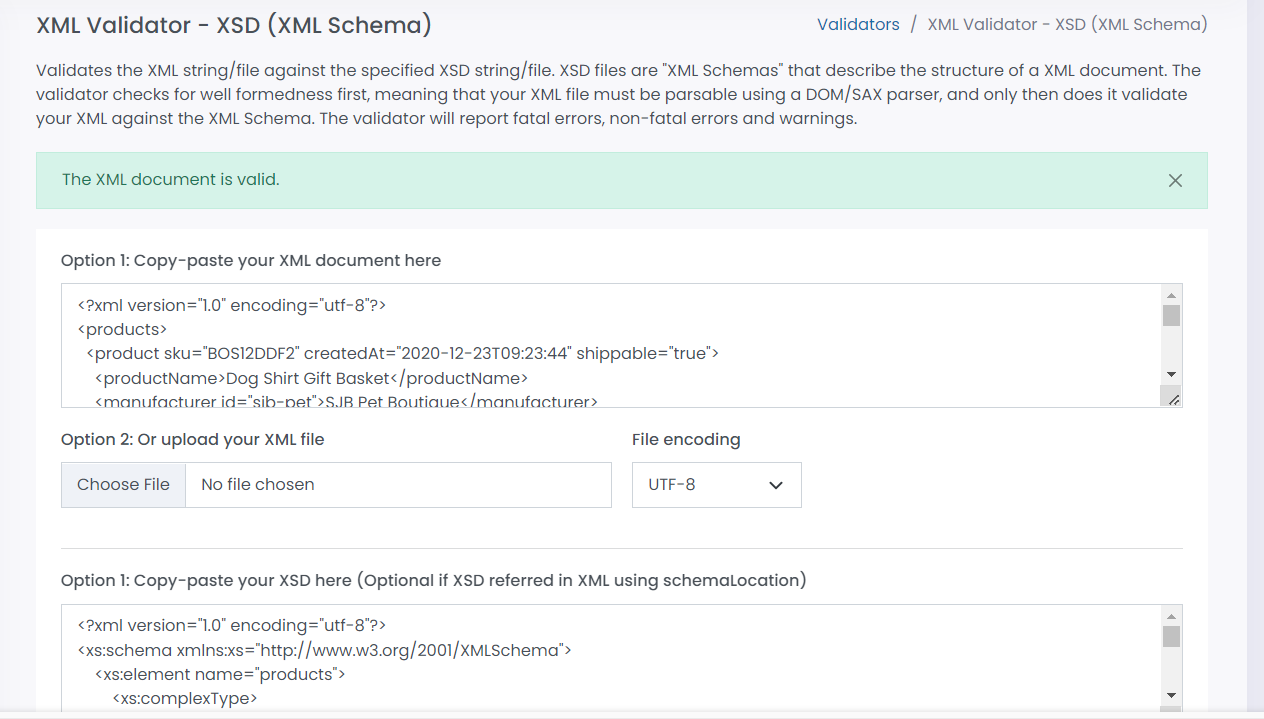 XML Validator - XSD (XML Schema)
Validators / XML Validator - XSD (XML Schema)
Validates the XML string/file against the specified XSD string/file. XSD files are "XML Schemas" that describe the structure of a XML document. The
validator checks for well formedness first, meaning that your XML file must be parsable using a DOM/SAX parser, and only then does it validate
your XML against the XML Schema. The validator will report fatal errors, non-fatal errors and warnings.
The XML document is valid.
Option 1: Copy-paste your XML document here
<?xml version="1.0" encoding="utf-8"?>
<products>
<product sku="BOS12DDF2" createdAt="2020-12-23T09:23:44" shippable="true">
<productName>Dog Shirt Gift Basket</productName>
<manufacturer id="sjb-pet">SJB Pet Boutique</manufacturer>
Option 2: Or upload your XML file
File encoding
Choose File No file chosen
UTF-8
Option 1: Copy-paste your XSD here (Optional if XSD referred in XML using schemaLocation)
<?xml version="1.0" encoding="utf-8"?>
<xs:schema xmlns:xs="http://www.w3.org/2001/XMLSchema">
<xs:element name="products">
<xs:complexType>